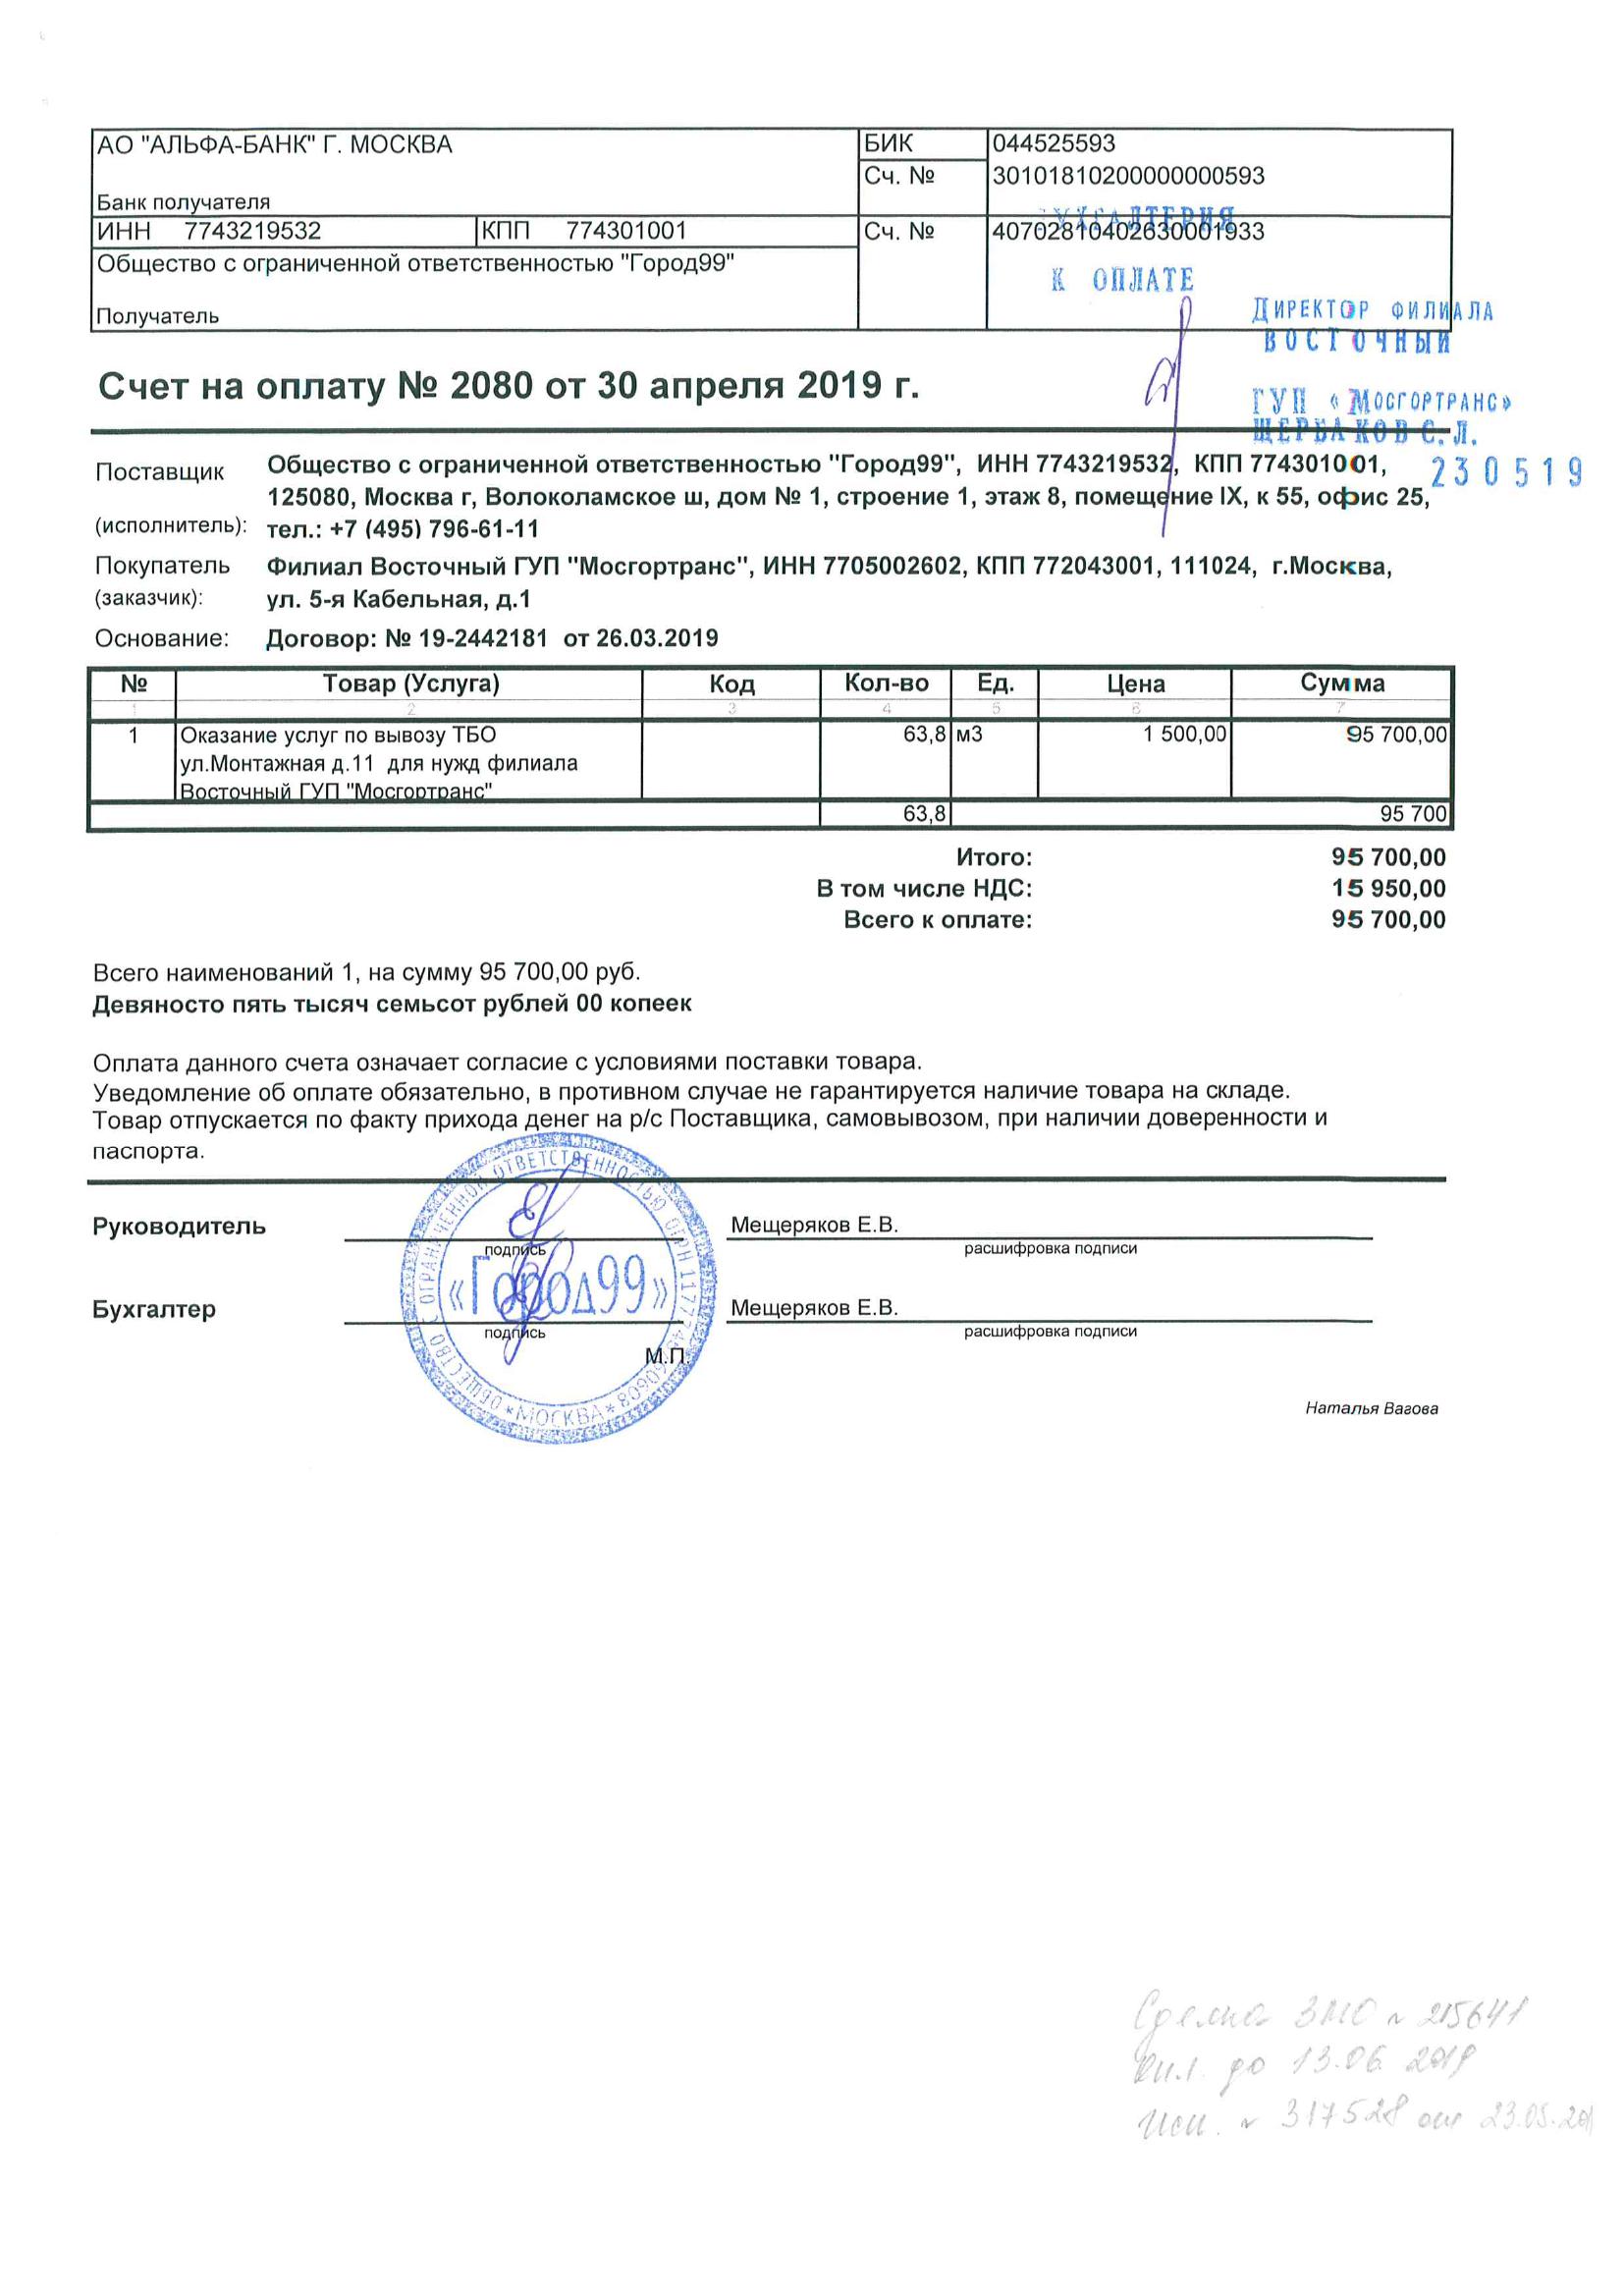 АО "АЛЬФА-БАНК" Г. МОСКВА
БИК 044525593
Сч. № 30101810200000000593
Банк получателя
ИНН 7743219532 КПП 774301001 Сч. № 40702810402630001933
БУХГАЛТЕРИЯ
Общество с ограниченной ответственностью "Город99"
К ОПЛАТЕ
Получатель
ДИРЕКТОР ФИЛИАЛА
ВОСТОЧНЫЙ
ГУП «МОСГОРТРАНС»
ЩЕРБАКОВ С.Л.
230519
Счет на оплату № 2080 от 30 апреля 2019 г.
Поставщик (исполнитель): Общество с ограниченной ответственностью "Город99", ИНН 7743219532, КПП 774301001,
125080, Москва г, Волоколамское ш, дом № 1, строение 1, этаж 8, помещение IX, к 55, офис 25,
тел.: +7 (495) 796-61-11
Покупатель (заказчик): Филиал Восточный ГУП "Мосгортранс", ИНН 7705002602, КПП 772043001, 111024, г.Москва,
ул. 5-я Кабельная, д.1
Основание: Договор: № 19-2442181 от 26.03.2019
№ Товар (Услуга) Код Кол-во Ед. Цена Сумма
1 2 3 4 5 6 7
1 Оказание услуг по вывозу ТБО 63,8 м3 1 500,00 95 700,00
ул.Монтажная д.11 для нужд филиала
Восточный ГУП "Мосгортранс"
63,8 95 700
Итого: 95 700,00
В том числе НДС: 15 950,00
Всего к оплате: 95 700,00
Всего наименований 1, на сумму 95 700,00 руб.
Девяносто пять тысяч семьсот рублей 00 копеек
Оплата данного счета означает согласие с условиями поставки товара.
Уведомление об оплате обязательно, в противном случае не гарантируется наличие товара на складе.
Товар отпускается по факту прихода денег на р/с Поставщика, самовывозом, при наличии доверенности и
паспорта.
Руководитель Мещеряков Е.В.
подпись расшифровка подписи
Бухгалтер Мещеряков Е.В.
подпись расшифровка подписи
М.П.
ОБЩЕСТВО С ОГРАНИЧЕННОЙ ОТВЕТСТВЕННОСТЬЮ ОГРН
*МОСКВА*
«Город99»
Наталья Вагова
Сделка ЗМО № 215641
до 13.06 2019
№ 317528 от 23.05.201